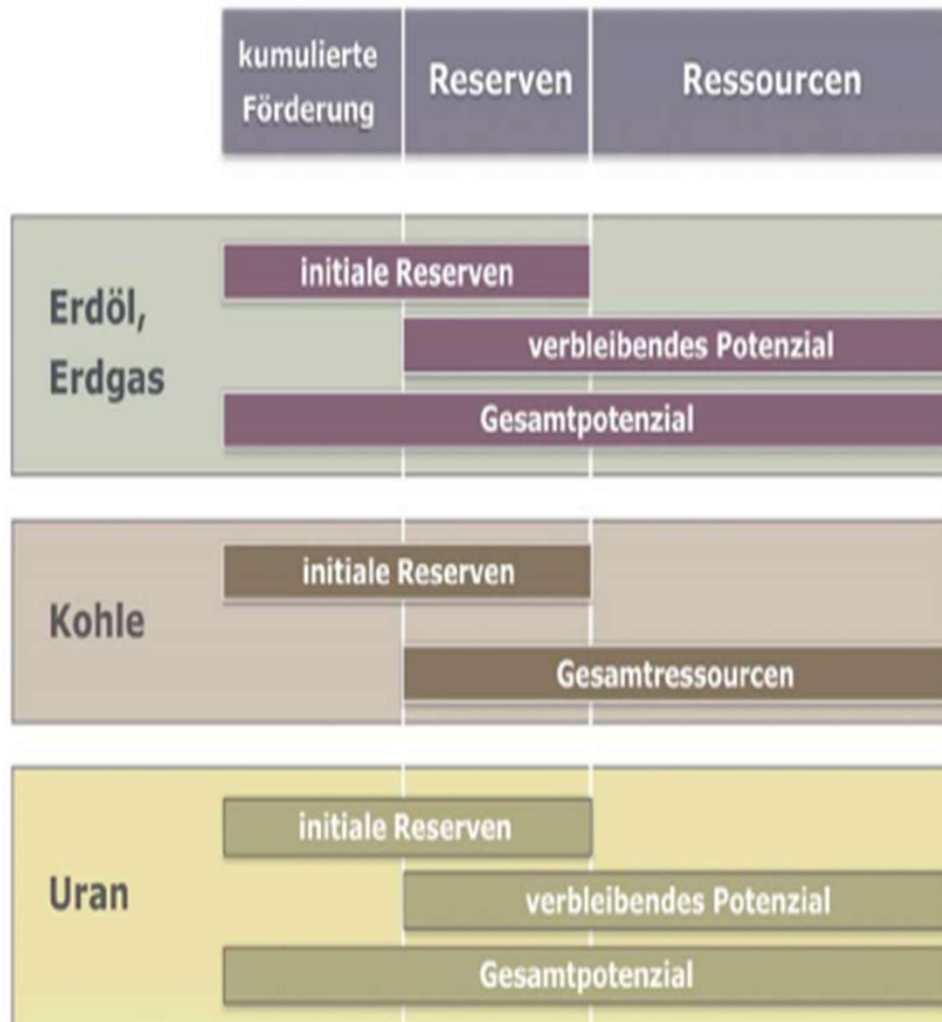 kumulierte
Förderung
Reserven
Ressourcen
Erdöl,
Erdgas
initiale Reserven
verbleibendes Potenzial
Gesamtpotenzial
Kohle
initiale Reserven
Gesamtressourcen
Uran
initiale Reserven
verbleibendes Potenzial
Gesamtpotenzial